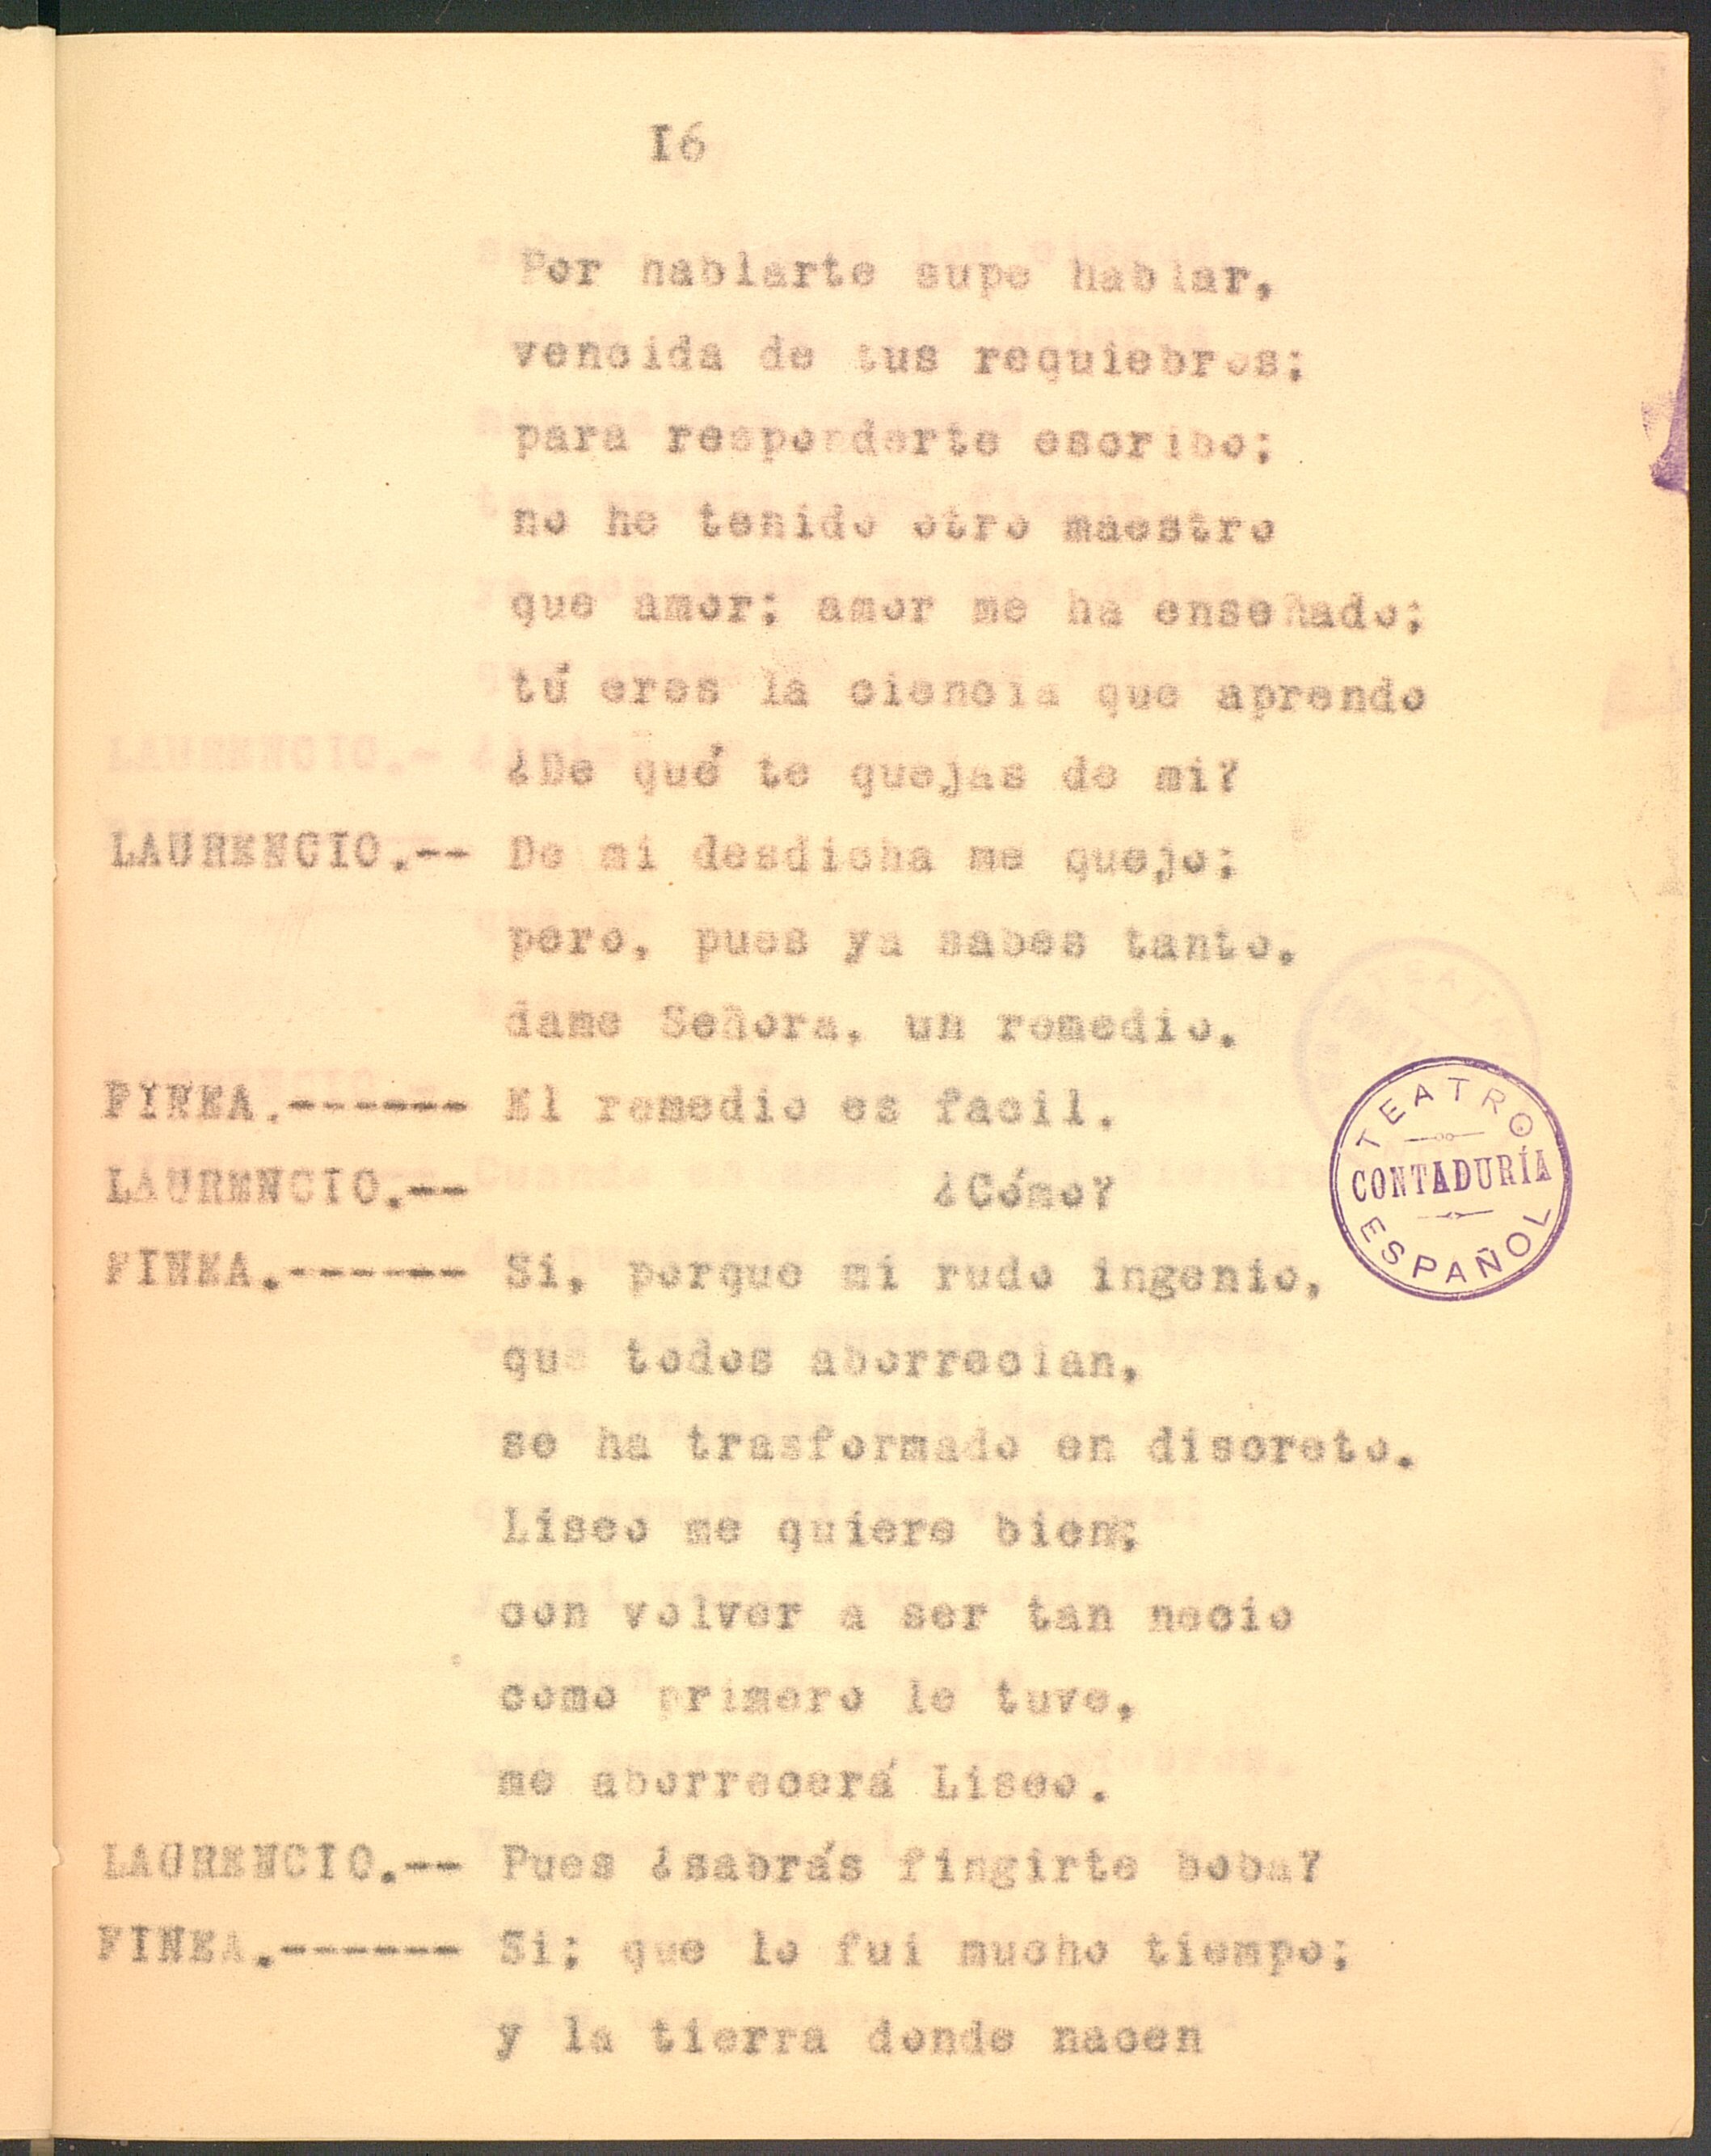 I6
Por hablarte supe hablar,
vencida de tus requiebros;
para responderte escribo;
no he tenido otro maestro
que amor; amor me ha enseñado;
tú eres la ciencia que aprendo
¿De qué te quejas de mi?
LAURENCIO.-- De mi desdicha me quejo;
pero, pues ya sabes tanto,
dame Señora, un remedio.
FINEA.------ El remedio es facil.
LAURENCIO.-- ¿Cómo?
FINEA.------ Si, porque mi rudo ingenio,
que todos aborrecian,
se ha trasformado en discreto.
Liseo me quiere bien;
con volver a ser tan necio
como primero le tuve,
me aborrecerá Liseo.
LAURENCIO.-- Pues ¿sabrás fingirte boba?
FINEA.------ Si; que lo fui mucho tiempo;
y la tierra donde nacen
TEATRO
CONTADURÍA
ESPAÑOL